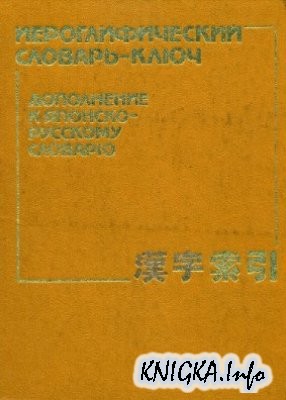 ИЕРОГЛИФИЧЕСКИЙ
СЛОВАРЬ-КЛЮЧ
ДОПОЛНЕНИЕ
К ЯПОНСКО-
РУССКОМУ
СЛОВАРЮ
漢字索引
KNIGKA.Info